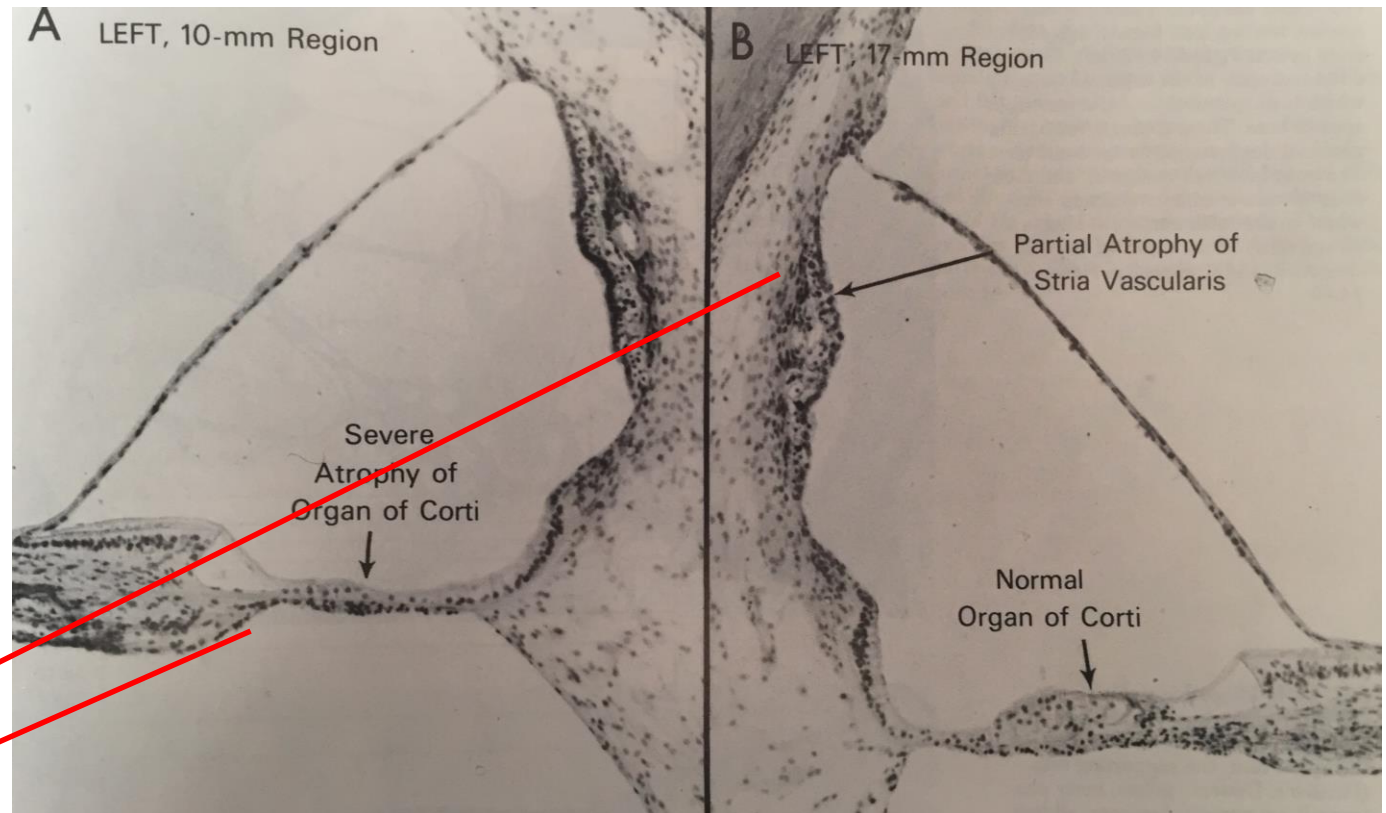 A LEFT, 10-mm Region
B LEFT, 17-mm Region
Partial Atrophy of
Stria Vascularis
Severe
Atrophy of
Organ of Corti
Normal
Organ of Corti